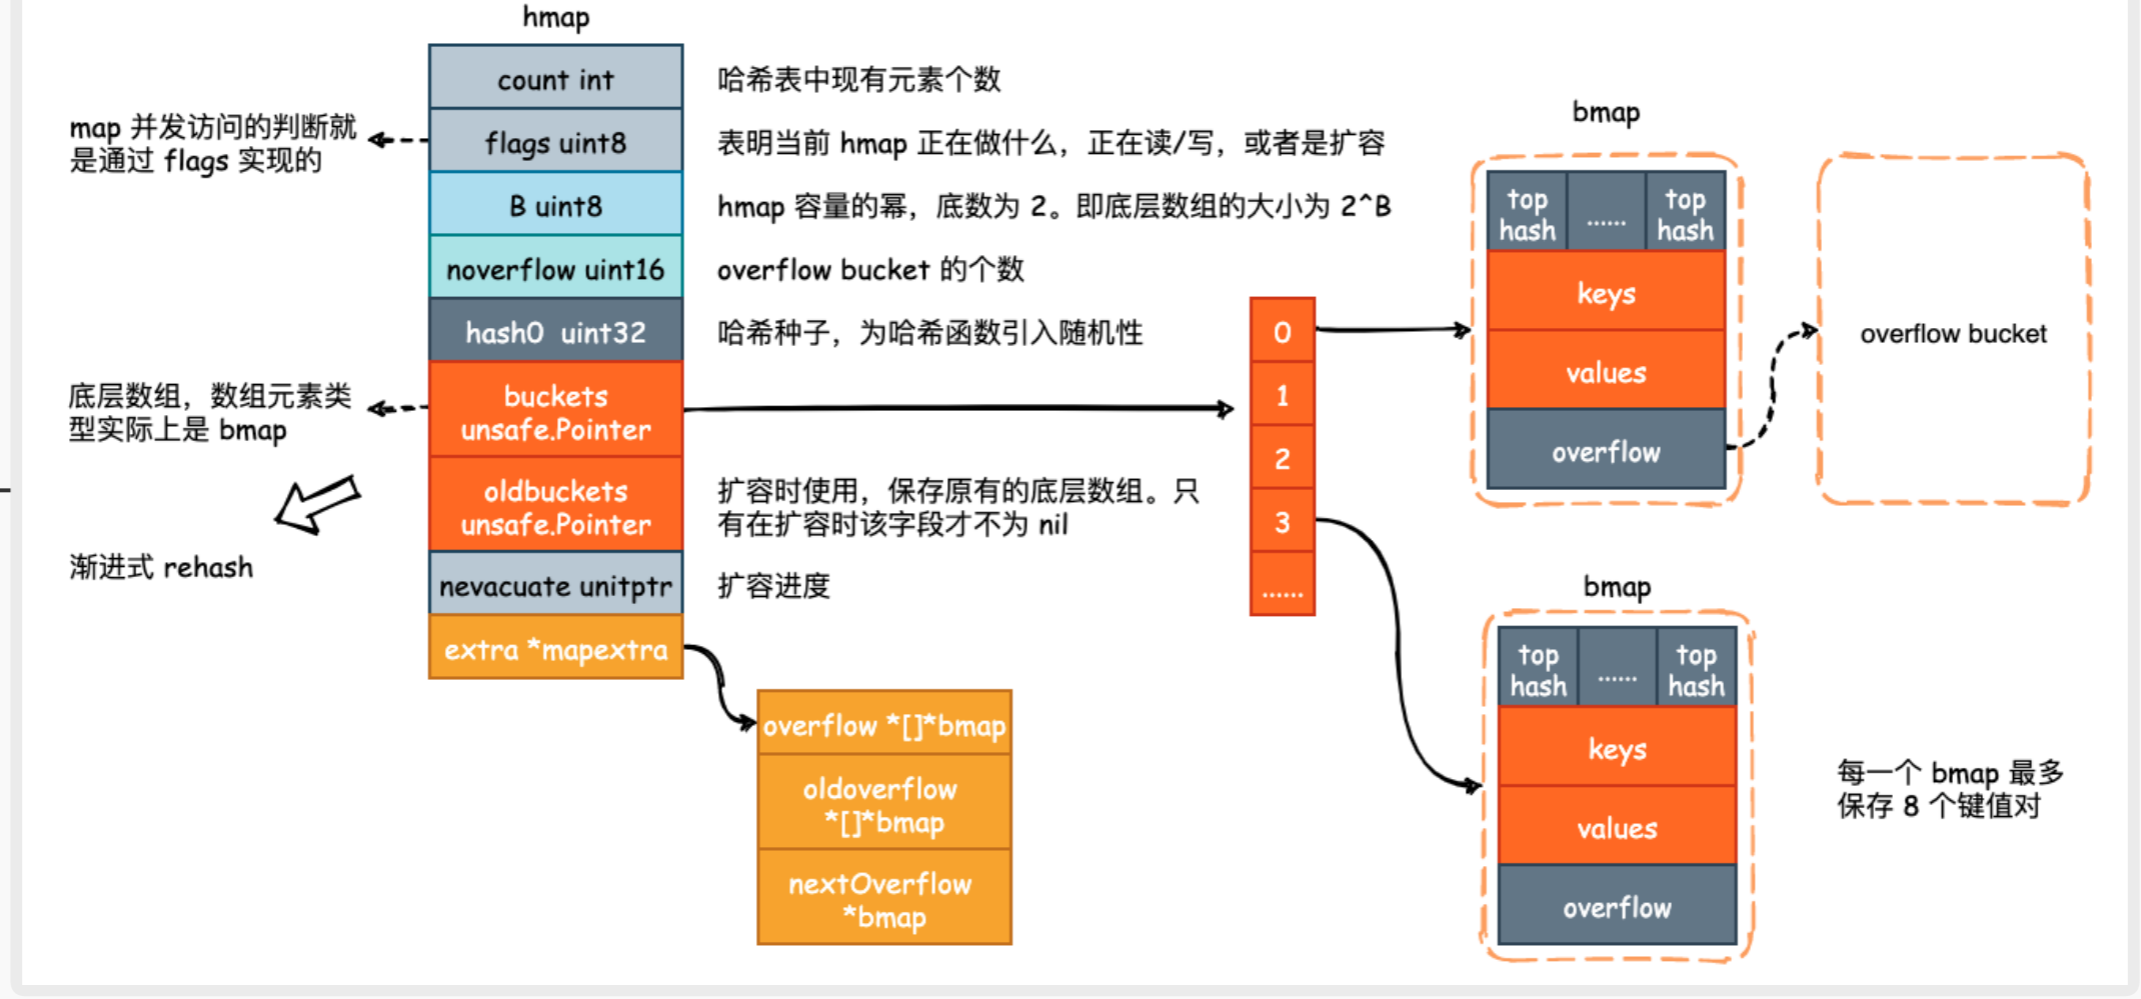 hmap
count int
哈希表中现有元素个数
map 并发访问的判断就
是通过 flags 实现的
flags uint8
表明当前 hmap 正在做什么，正在读/写，或者是扩容
B uint8
hmap 容量的幂，底数为 2。即底层数组的大小为 2^B
noverflow uint16
overflow bucket 的个数
hash0 uint32
哈希种子，为哈希函数引入随机性
底层数组，数组元素类
型实际上是 bmap
buckets
unsafe.Pointer
oldbuckets
unsafe.Pointer
扩容时使用，保存原有的底层数组。只
有在扩容时该字段才不为 nil
渐进式 rehash
nevacuate unitptr
扩容进度
extra *mapextra
overflow *[]*bmap
oldoverflow
*[]*bmap
nextOverflow
*bmap
0
1
2
3
......
bmap
top
hash
......
top
hash
keys
values
overflow
overflow bucket
bmap
top
hash
......
top
hash
keys
values
overflow
每一个 bmap 最多
保存 8 个键值对